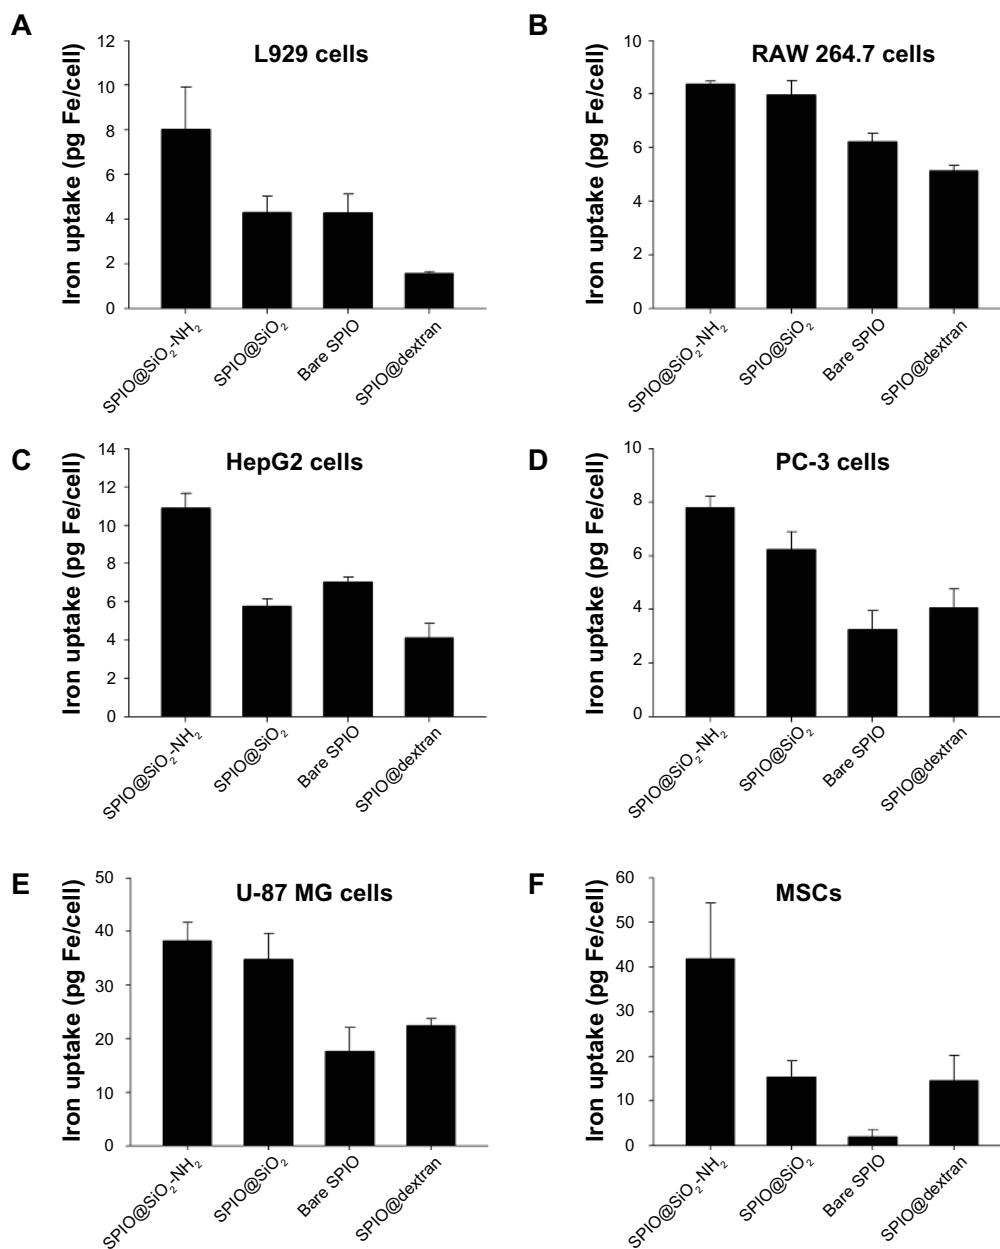 A
L929 cells
Iron uptake (pg Fe/cell)
12
10
8
6
4
2
0
SPIO@SiO₂-NH₂
SPIO@SiO₂
Bare SPIO
SPIO@dextran
B
RAW 264.7 cells
Iron uptake (pg Fe/cell)
10
8
6
4
2
0
SPIO@SiO₂-NH₂
SPIO@SiO₂
Bare SPIO
SPIO@dextran
C
HepG2 cells
Iron uptake (pg Fe/cell)
14
12
10
8
6
4
2
0
SPIO@SiO₂-NH₂
SPIO@SiO₂
Bare SPIO
SPIO@dextran
D
PC-3 cells
Iron uptake (pg Fe/cell)
10
8
6
4
2
0
SPIO@SiO₂-NH₂
SPIO@SiO₂
Bare SPIO
SPIO@dextran
E
U-87 MG cells
Iron uptake (pg Fe/cell)
50
40
30
20
10
0
SPIO@SiO₂-NH₂
SPIO@SiO₂
Bare SPIO
SPIO@dextran
F
MSCs
Iron uptake (pg Fe/cell)
60
50
40
30
20
10
0
SPIO@SiO₂-NH₂
SPIO@SiO₂
Bare SPIO
SPIO@dextran